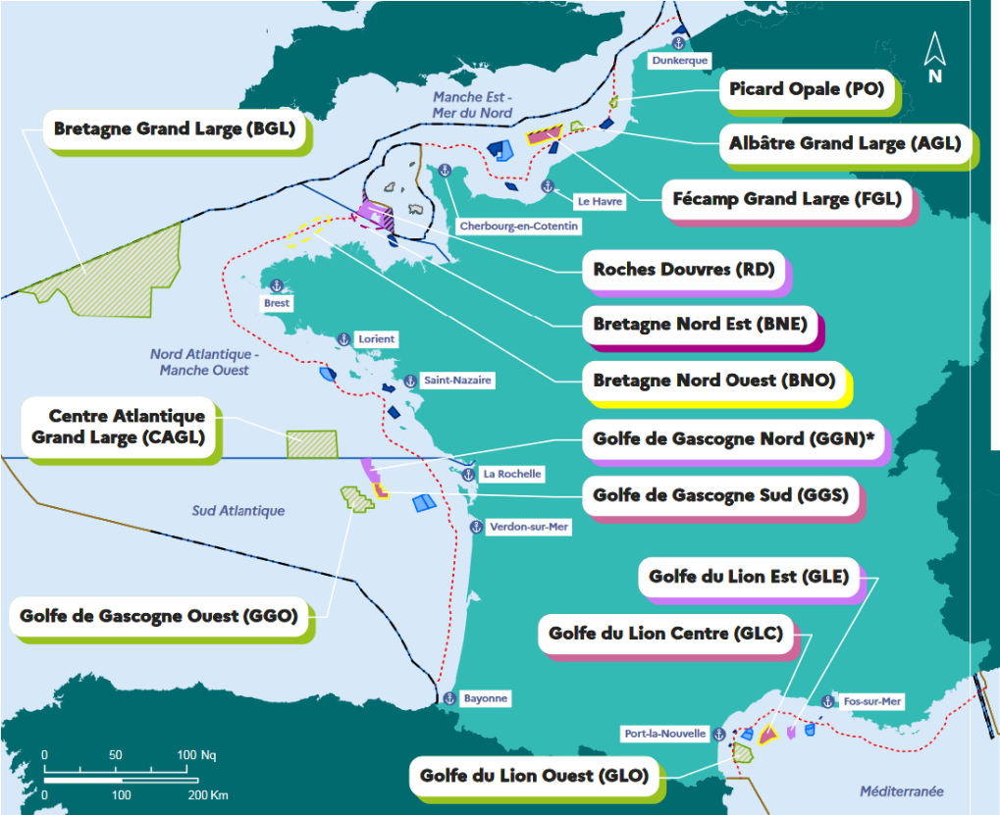 Dunkerque
Manche Est -
Mer du Nord
N
Picard Opale (PO)
Bretagne Grand Large (BGL)
Albâtre Grand Large (AGL)
Le Havre
Fécamp Grand Large (FGL)
Cherbourg-en-Cotentin
Roches Douvres (RD)
Brest
Bretagne Nord Est (BNE)
Lorient
Nord Atlantique -
Manche Ouest
Saint-Nazaire
Bretagne Nord Ouest (BNO)
Centre Atlantique
Grand Large (CAGL)
Golfe de Gascogne Nord (GGN)*
La Rochelle
Golfe de Gascogne Sud (GGS)
Sud Atlantique
Verdon-sur-Mer
Golfe du Lion Est (GLE)
Golfe de Gascogne Ouest (GGO)
Golfe du Lion Centre (GLC)
Bayonne
Fos-sur-Mer
Port-la-Nouvelle
0 50 100 Nq
0 100 200 Km
Golfe du Lion Ouest (GLO)
Méditerranée